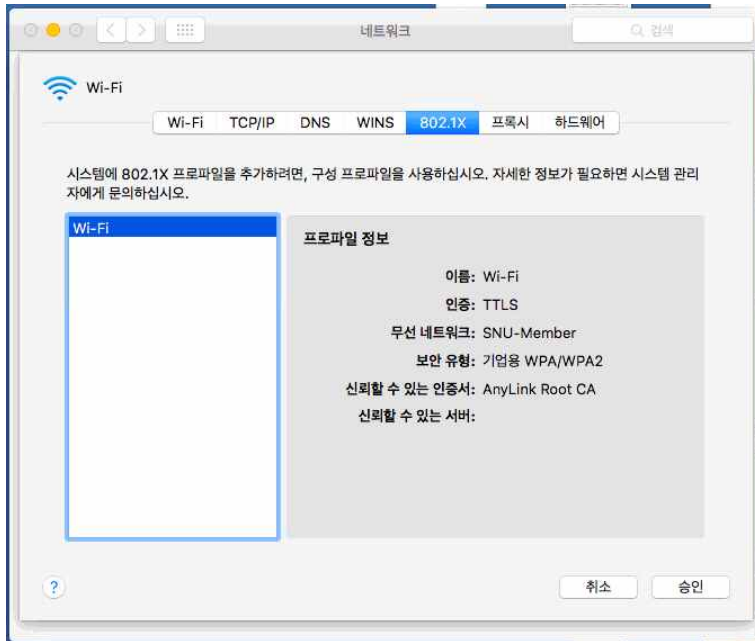 네트워크
검색
Wi-Fi
Wi-Fi TCP/IP DNS WINS 802.1X 프록시 하드웨어
시스템에 802.1X 프로파일을 추가하려면, 구성 프로파일을 사용하십시오. 자세한 정보가 필요하면 시스템 관리
자에게 문의하십시오.
Wi-Fi
프로파일 정보
이름: Wi-Fi
인증: TTLS
무선 네트워크: SNU-Member
보안 유형: 기업용 WPA/WPA2
신뢰할 수 있는 인증서: AnyLink Root CA
신뢰할 수 있는 서버:
?
취소 승인